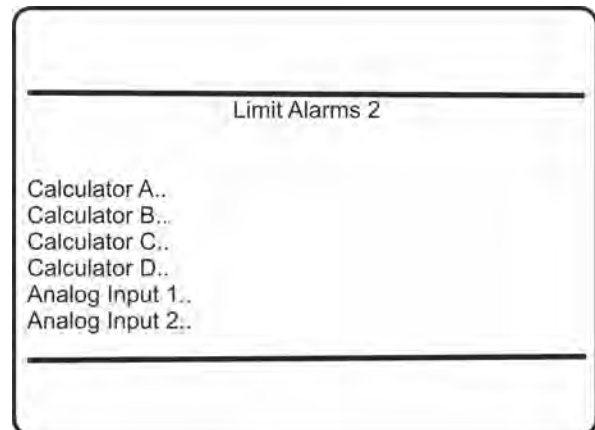 Limit Alarms 2
Calculator A..
Calculator B...
Calculator C..
Calculator D..
Analog Input 1..
Analog Input 2..